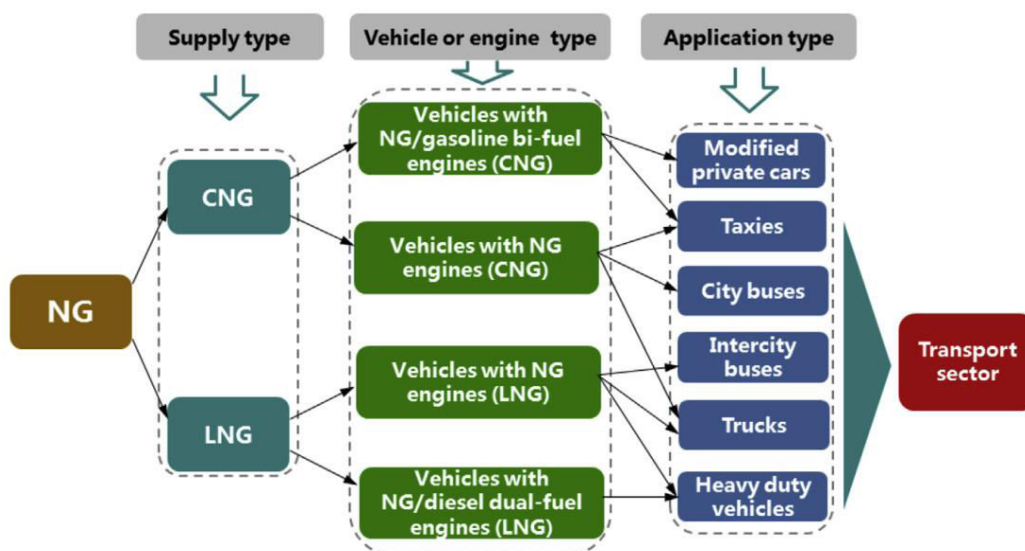 Supply type
Vehicle or engine type
Application type
NG
CNG
LNG
Vehicles with
NG/gasoline bi-fuel
engines (CNG)
Vehicles with NG
engines (CNG)
Vehicles with NG
engines (LNG)
Vehicles with
NG/diesel dual-fuel
engines (LNG)
Modified
private cars
Taxies
City buses
Intercity
buses
Trucks
Heavy duty
vehicles
Transport
sector